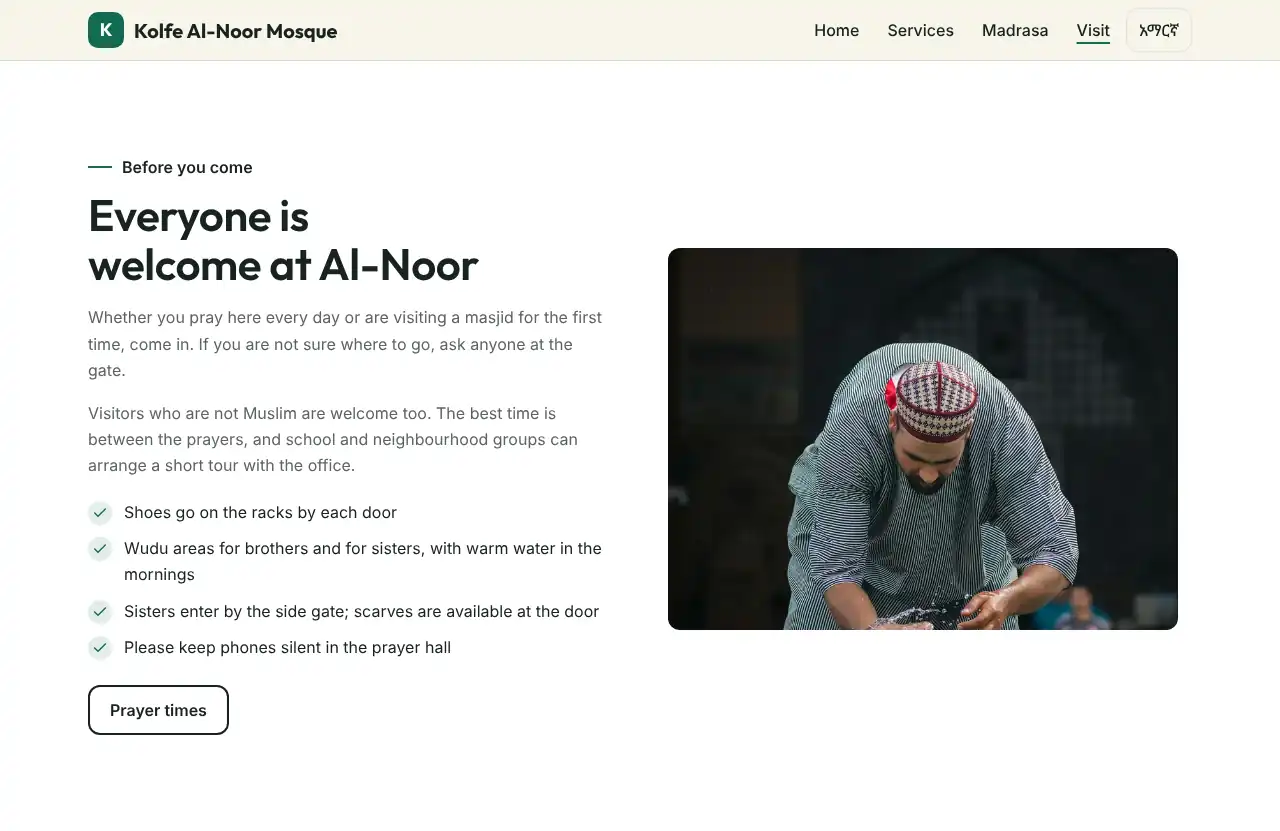 K
Kolfe Al-Noor Mosque
Home
Services
Madrasa
Visit
አማርኛ
Before you come
Everyone is
welcome at Al-Noor
Whether you pray here every day or are visiting a masjid for the first
time, come in. If you are not sure where to go, ask anyone at the
gate.
Visitors who are not Muslim are welcome too. The best time is
between the prayers, and school and neighbourhood groups can
arrange a short tour with the office.
Shoes go on the racks by each door
Wudu areas for brothers and for sisters, with warm water in the
mornings
Sisters enter by the side gate; scarves are available at the door
Please keep phones silent in the prayer hall
Prayer times